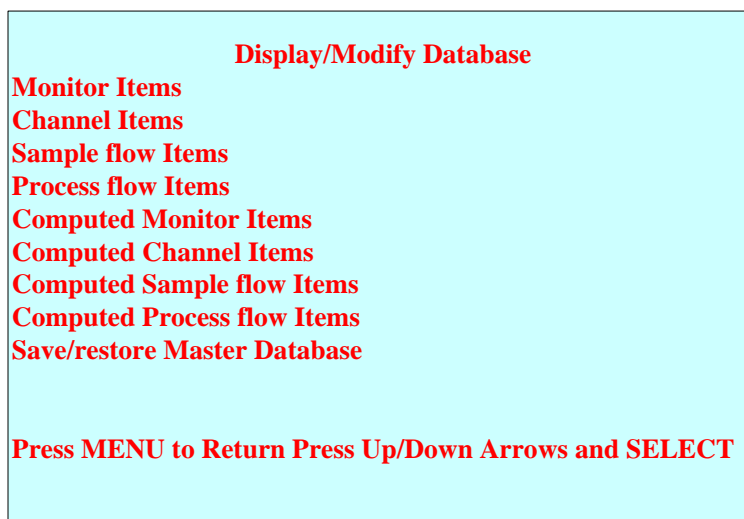 Display/Modify Database
Monitor Items
Channel Items
Sample flow Items
Process flow Items
Computed Monitor Items
Computed Channel Items
Computed Sample flow Items
Computed Process flow Items
Save/restore Master Database
Press MENU to Return Press Up/Down Arrows and SELECT